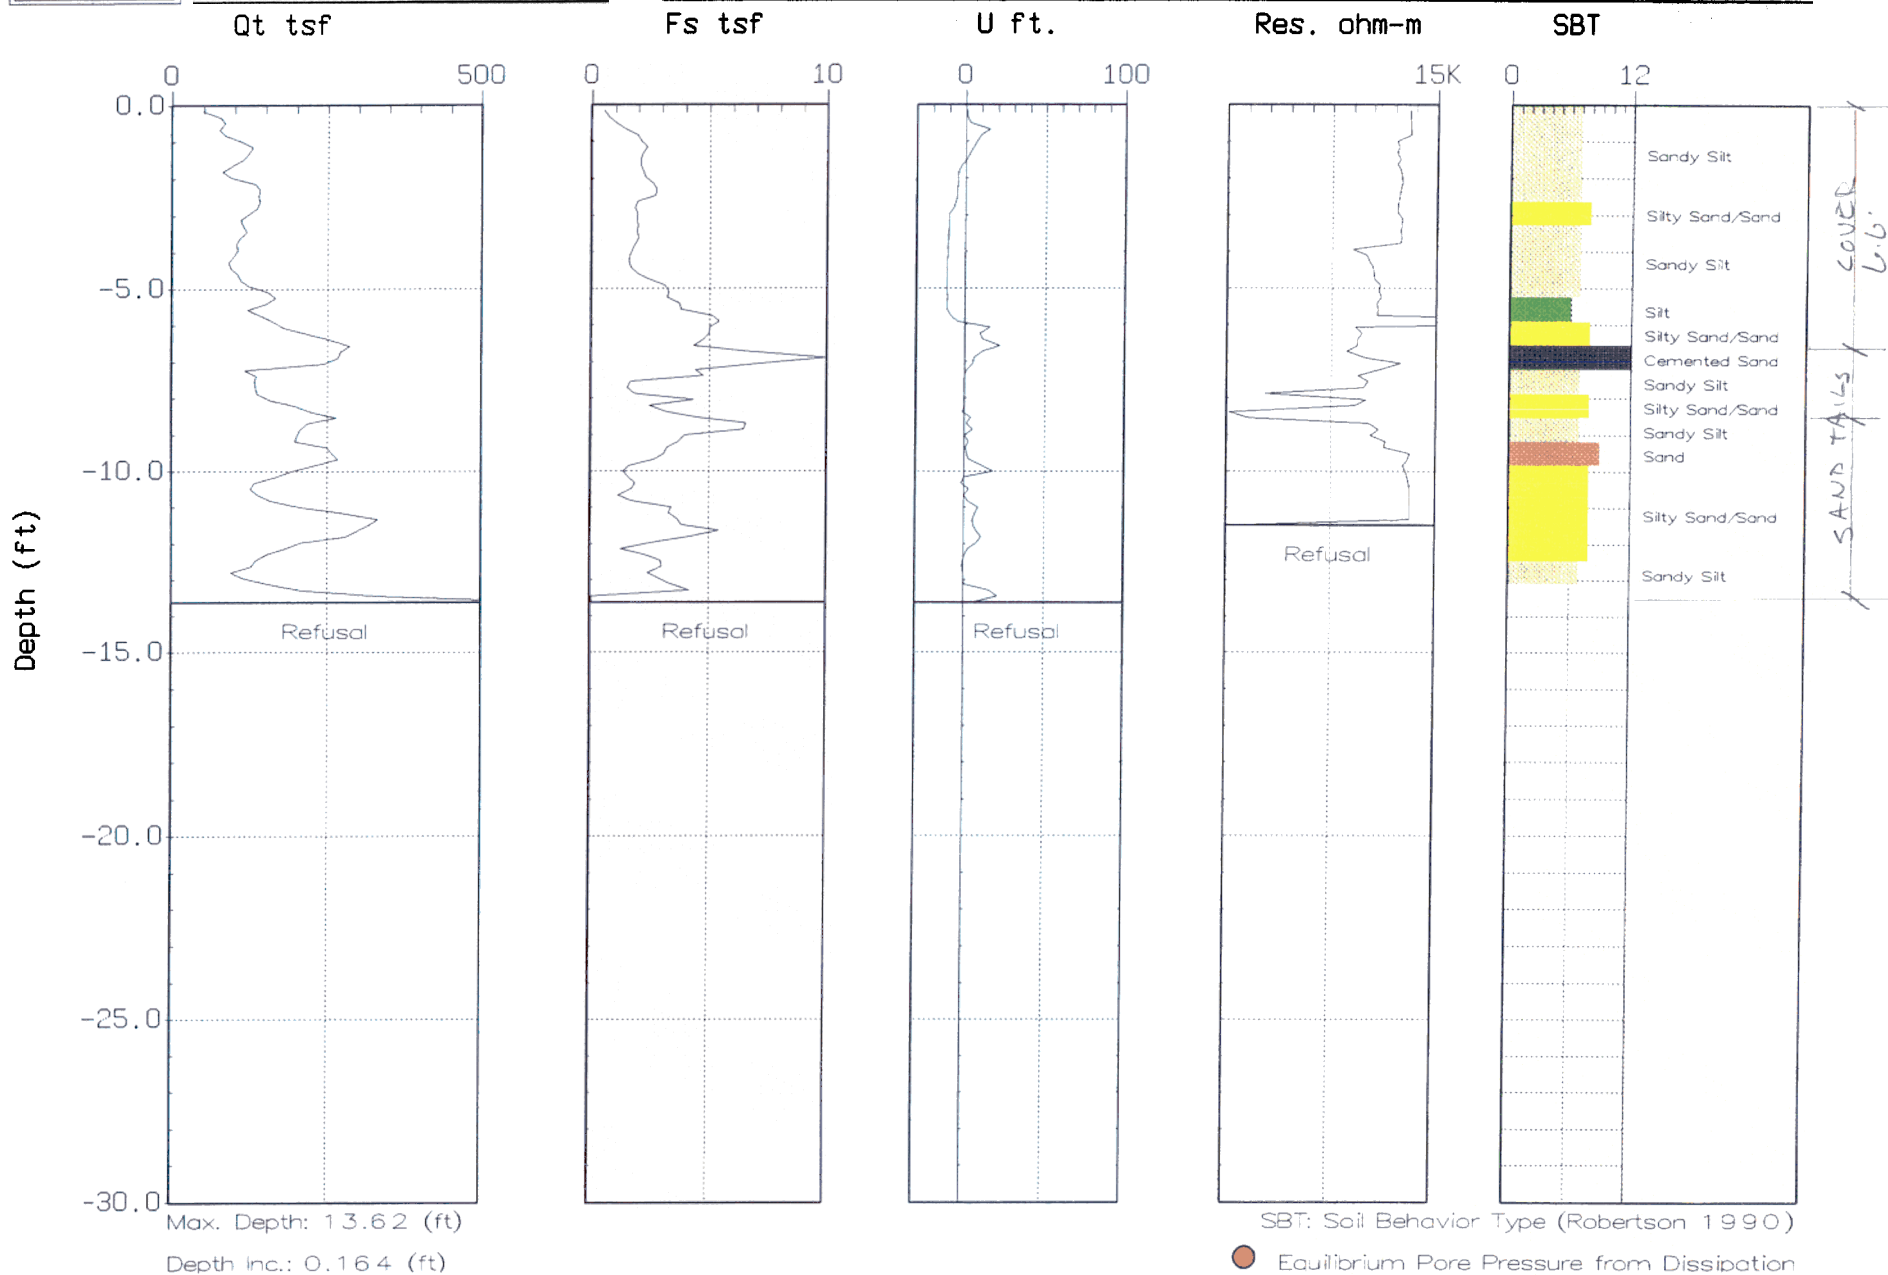 Qt tsf
Fs tsf
U ft.
Res. ohm-m
SBT
0 500
0 10
0 100
15K
0 12
0.0
-5.0
-10.0
-15.0
-20.0
-25.0
-30.0
Depth (ft)
Refusal
Refusal
Refusal
Refusal
Sandy Silt
Silty Sand/Sand
Sandy Silt
Silt
Silty Sand/Sand
Cemented Sand
Sandy Silt
Silty Sand/Sand
Sandy Silt
Sand
Silty Sand/Sand
Sandy Silt
COVER
6.6'
SAND TAILS
Max. Depth: 13.62 (ft)
Depth Inc.: 0.164 (ft)
SBT: Soil Behavior Type (Robertson 1990)
Equilibrium Pore Pressure from Dissipation